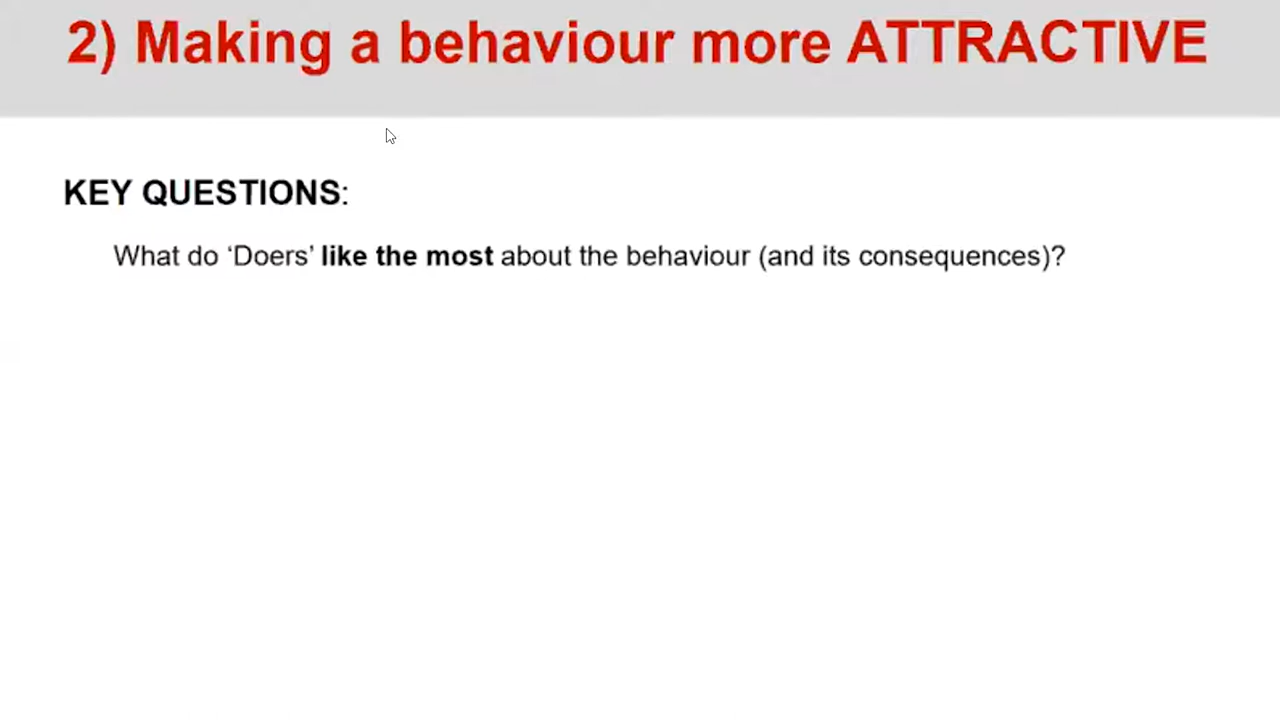 2) Making a behaviour more ATTRACTIVE
KEY QUESTIONS:
What do ‘Doers’ like the most about the behaviour (and its consequences)?